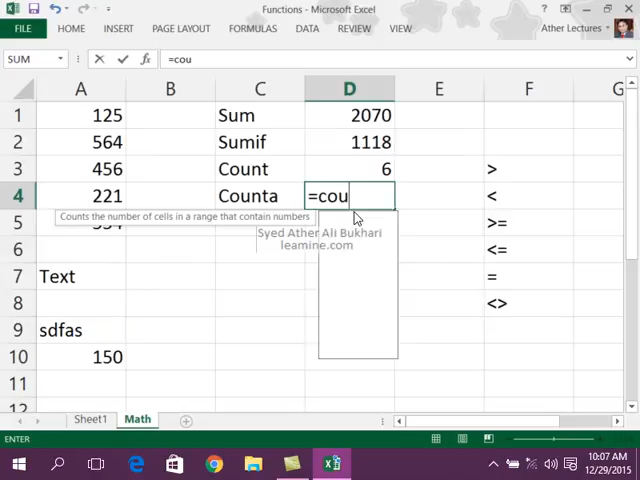 Functions - Microsoft Excel
FILE HOME INSERT PAGE LAYOUT FORMULAS DATA REVIEW VIEW Ather Lectures
SUM =cou
A B C D E F G
1 125 Sum 2070
2 564 Sumif 1118
3 456 Count 6 >
4 221 Counta =cou <
Counts the number of cells in a range that contain numbers
5 >=
Syed Ather Ali Bukhari
learnine.com
6 <=
7 Text =
8 <>
9 sdfas
10 150
11
12
Sheet1 Math
ENTER
10:07 AM
12/29/2015